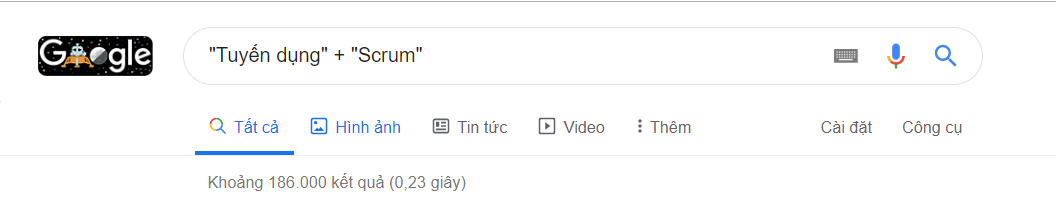 Google
"Tuyển dụng" + "Scrum"
Tất cả Hình ảnh Tin tức Video Thêm Cài đặt Công cụ
Khoảng 186.000 kết quả (0,23 giây)